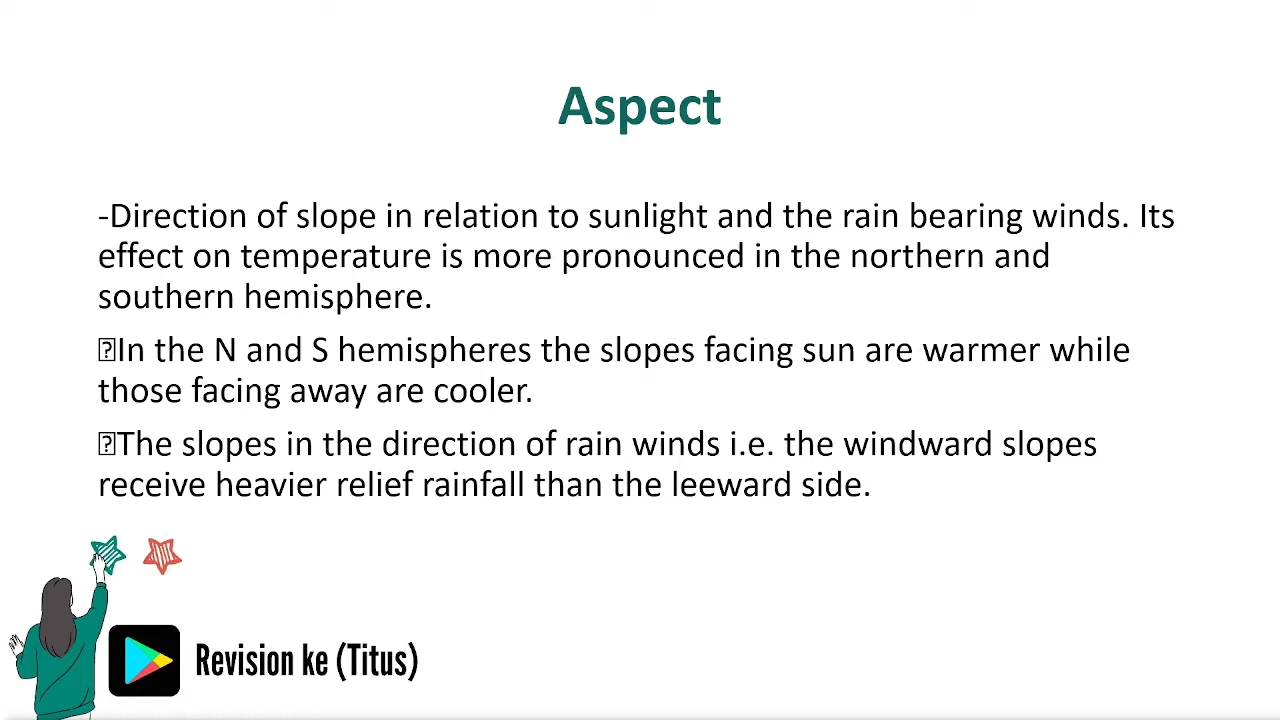 Aspect
-Direction of slope in relation to sunlight and the rain bearing winds. Its
effect on temperature is more pronounced in the northern and
southern hemisphere.
⍰In the N and S hemispheres the slopes facing sun are warmer while
those facing away are cooler.
⍰The slopes in the direction of rain winds i.e. the windward slopes
receive heavier relief rainfall than the leeward side.
Revision ke (Titus)